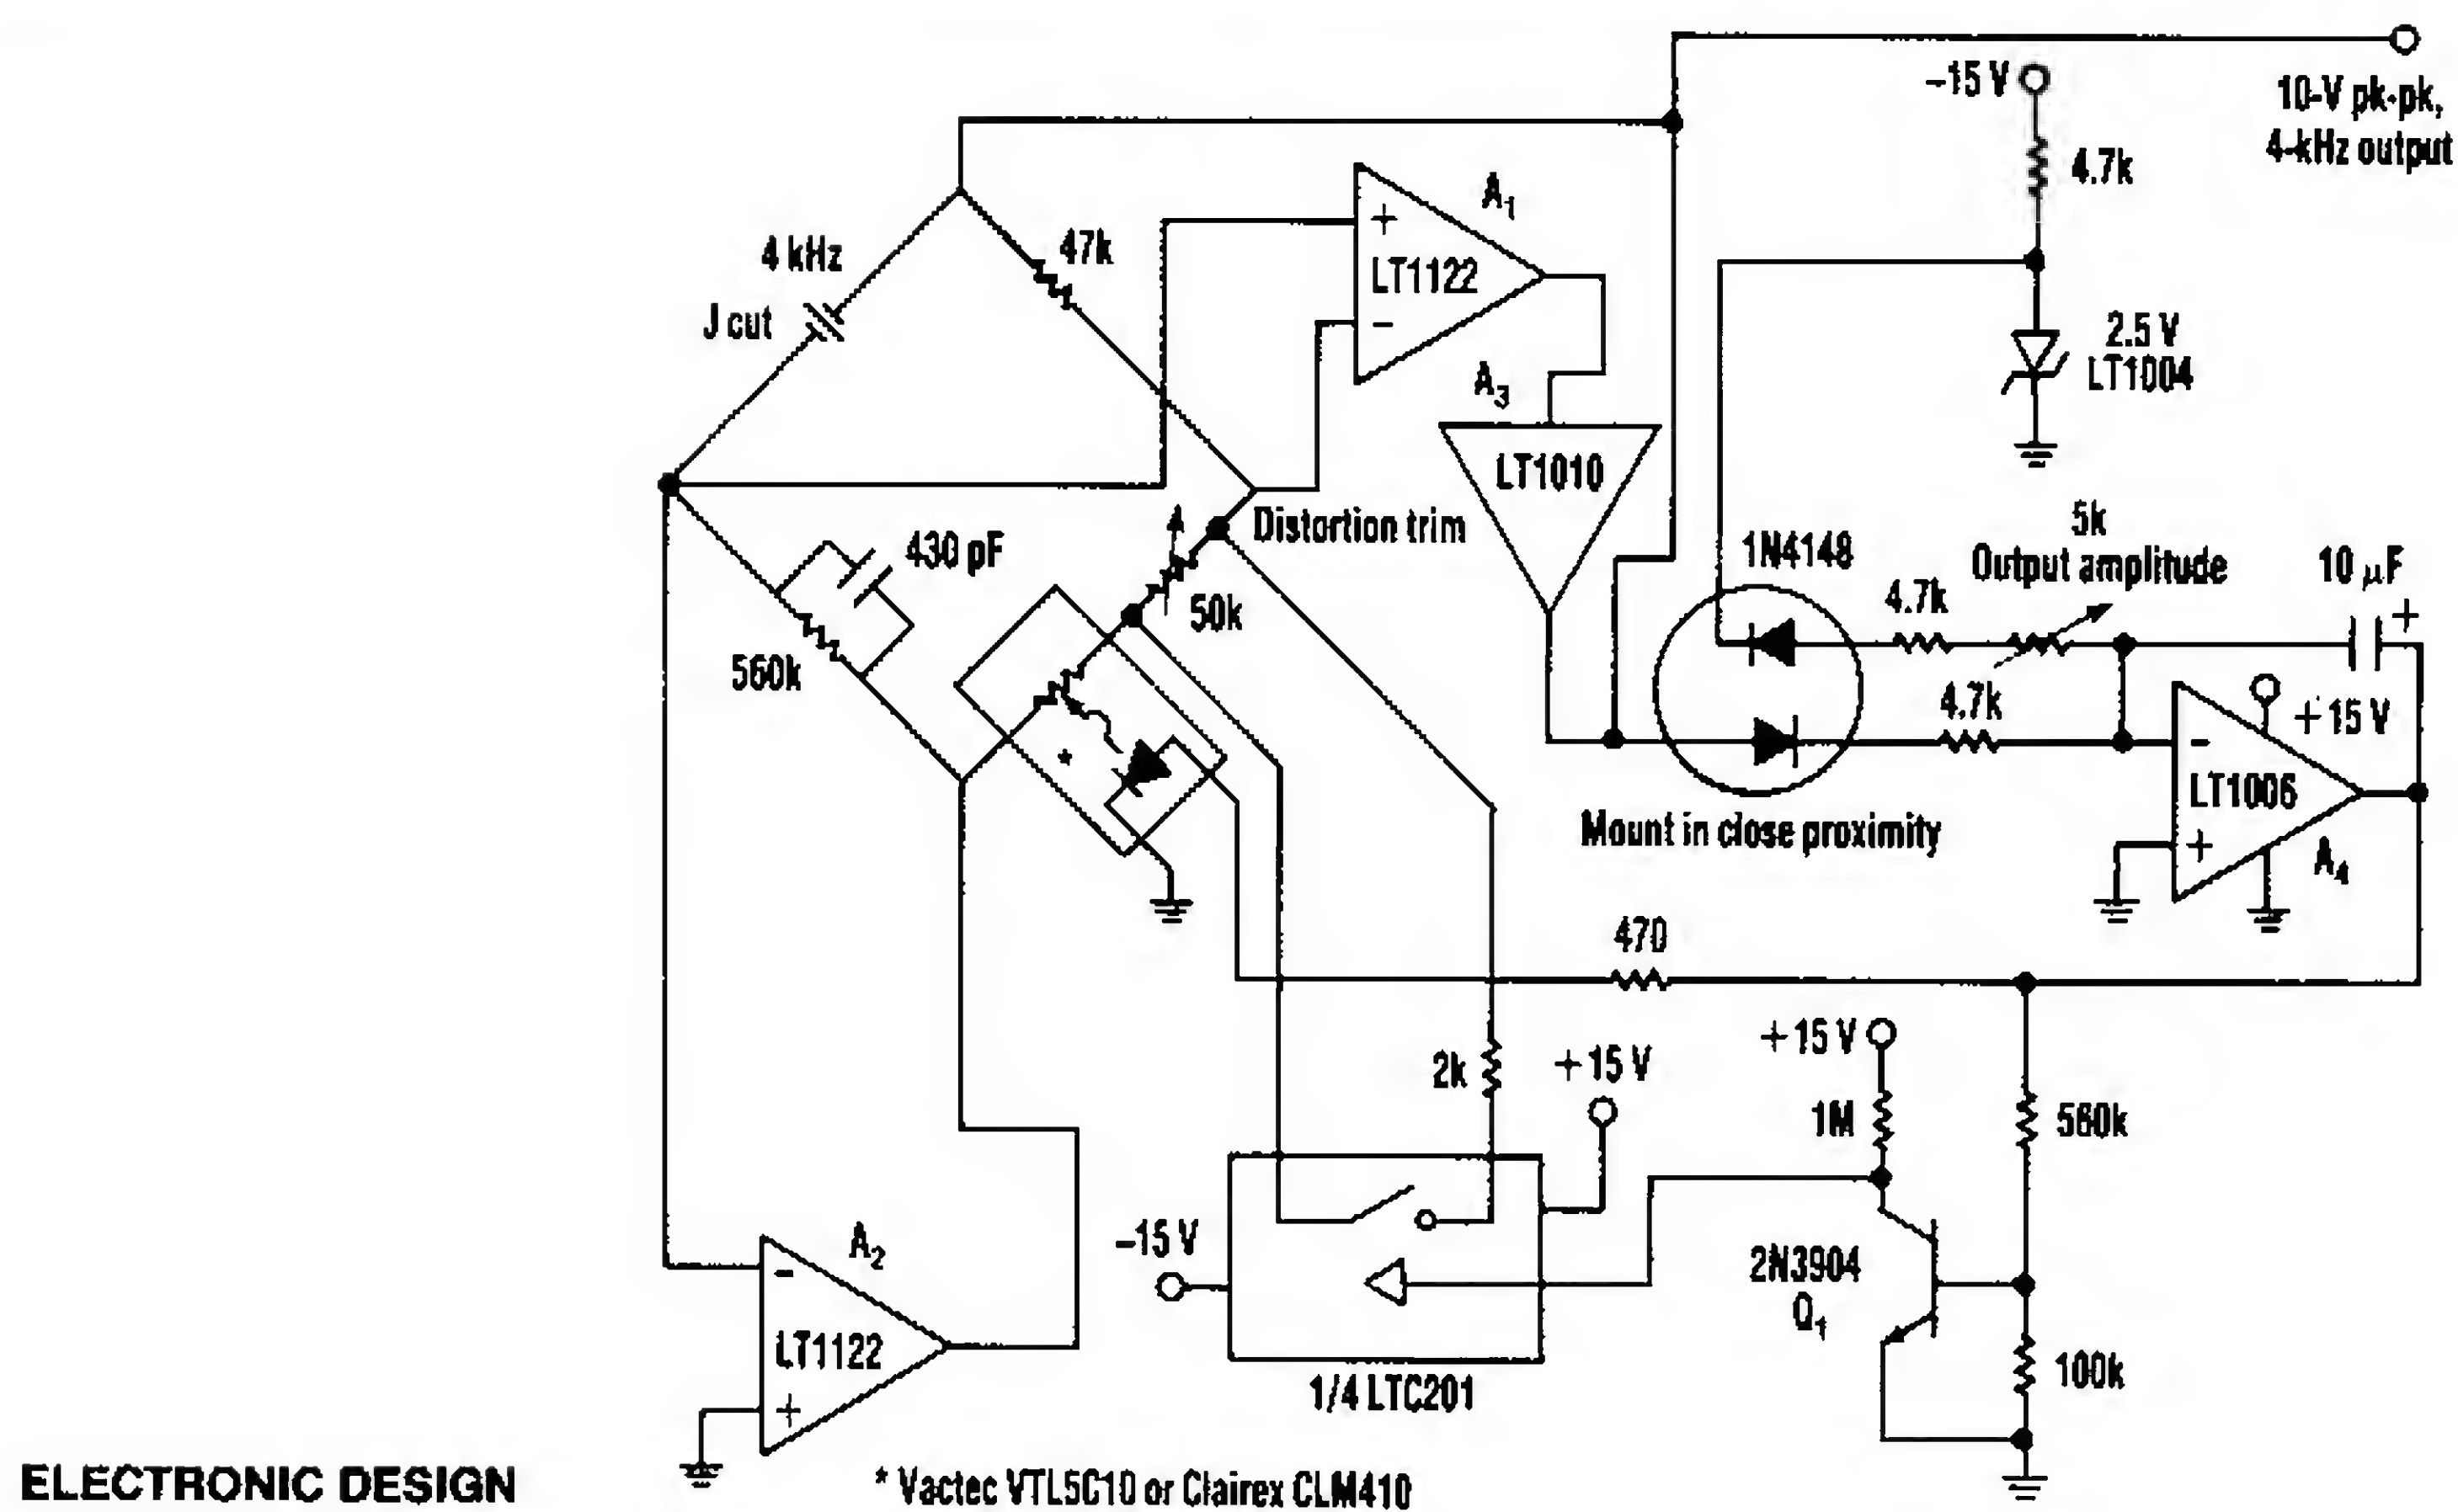 −15 V
10-V pk-pk,
4-kHz output
4.7k
A1
4 kHz
47k
+
LT1122
−
J cut
2.5 V
LT1004
A3
LT1010
Distortion trim
430 pF
5k
Output amplitude
1N4148
10 μF
+
4.7k
50k
560k
4.7k
+15 V
*
−
LT1006
+
A4
Mount in close proximity
470
+15 V
2k
+15 V
1M
560k
A2
−15 V
−
2N3904
Q1
LT1122
+
1/4 LTC201
100k
ELECTRONIC DESIGN
* Vactec VTL5C10 or Clairex CLM410